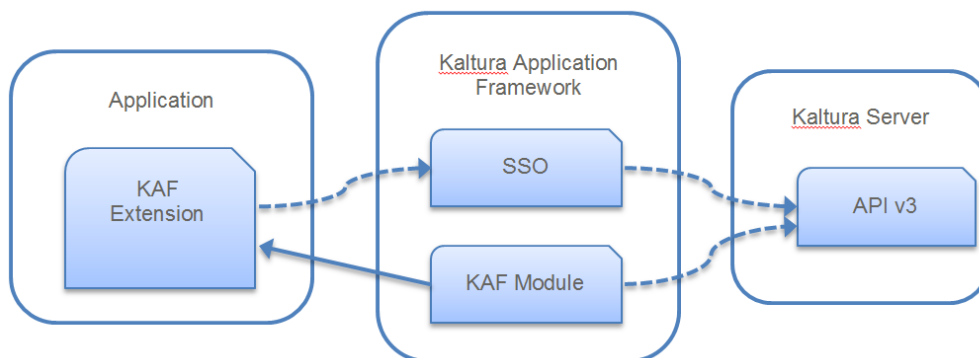 Application
KAF
Extension
Kaltura Application
Framework
SSO
KAF Module
Kaltura Server
API v3